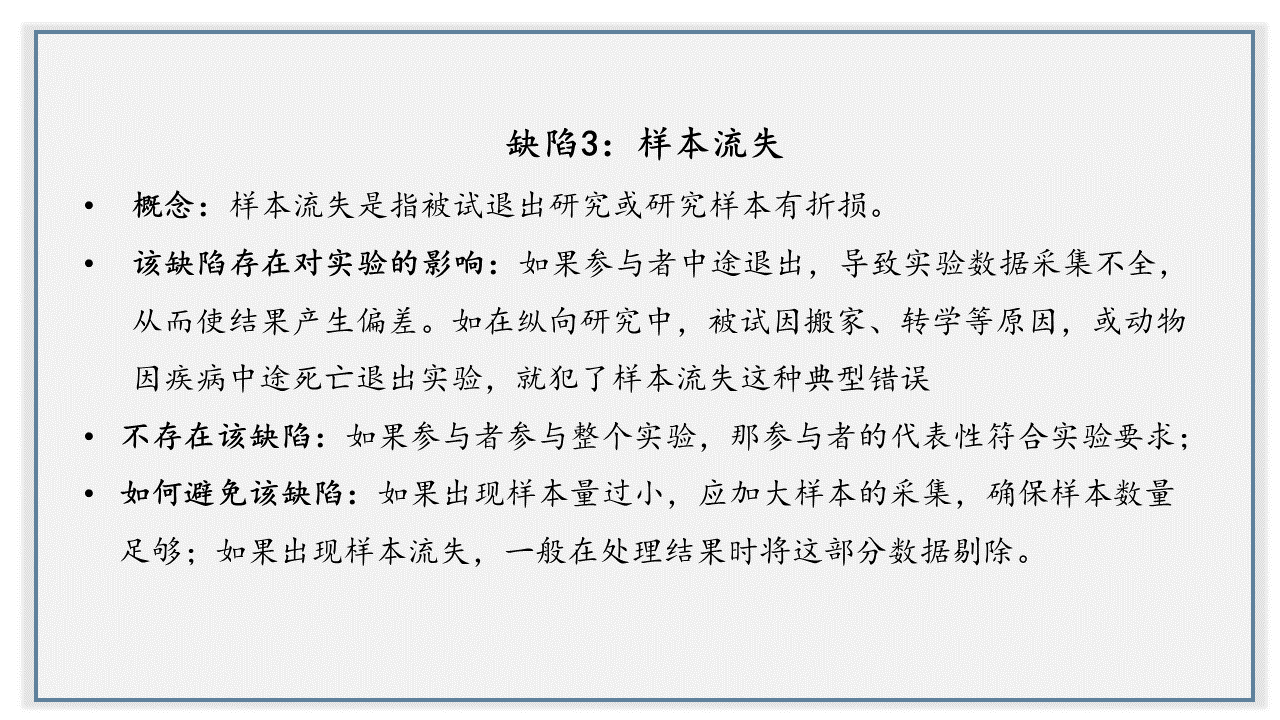 缺陷3：样本流失
• 概念：样本流失是指被试退出研究或研究样本有折损。
• 该缺陷存在对实验的影响：如果参与者中途退出，导致实验数据采集不全，
从而使结果产生偏差。如在纵向研究中，被试因搬家、转学等原因，或动物
因疾病中途死亡退出实验，就犯了样本流失这种典型错误
• 不存在该缺陷：如果参与者参与整个实验，那参与者的代表性符合实验要求；
• 如何避免该缺陷：如果出现样本量过小，应加大样本的采集，确保样本数量
足够；如果出现样本流失，一般在处理结果时将这部分数据剔除。